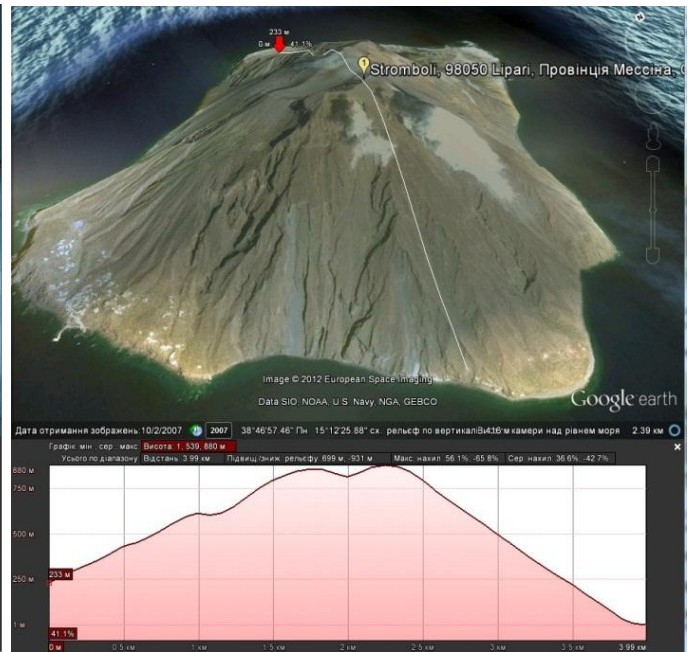 233 м
0 м 41.1%
1
Stromboli, 98050 Lipari, Провінція Мессіна,
Image © 2012 European Space Imaging
Data SIO, NOAA, U.S. Navy, NGA, GEBCO
Google earth
Дата отримання зображень: 10/2/2007 2007 38°46'57.46" Пн 15°12'25.88" сх. рельєф по вертикалі камери над рівнем моря 2.39 км
Графік: мін., сер., макс. Висота: 1, 539, 880 м
Усього по діапазону: Відстань: 3.99 км Підвищ./зниж. рельєфу: 699 м, -931 м Макс. нахил: 56.1%, -65.8% Сер. нахил: 36.6%, -42.7%
880 м
750 м
500 м
250 м
233 м
1 м
41.1%
0 м 0.5 км 1 км 1.5 км 2 км 2.5 км 3 км 3.5 км 3.99 км